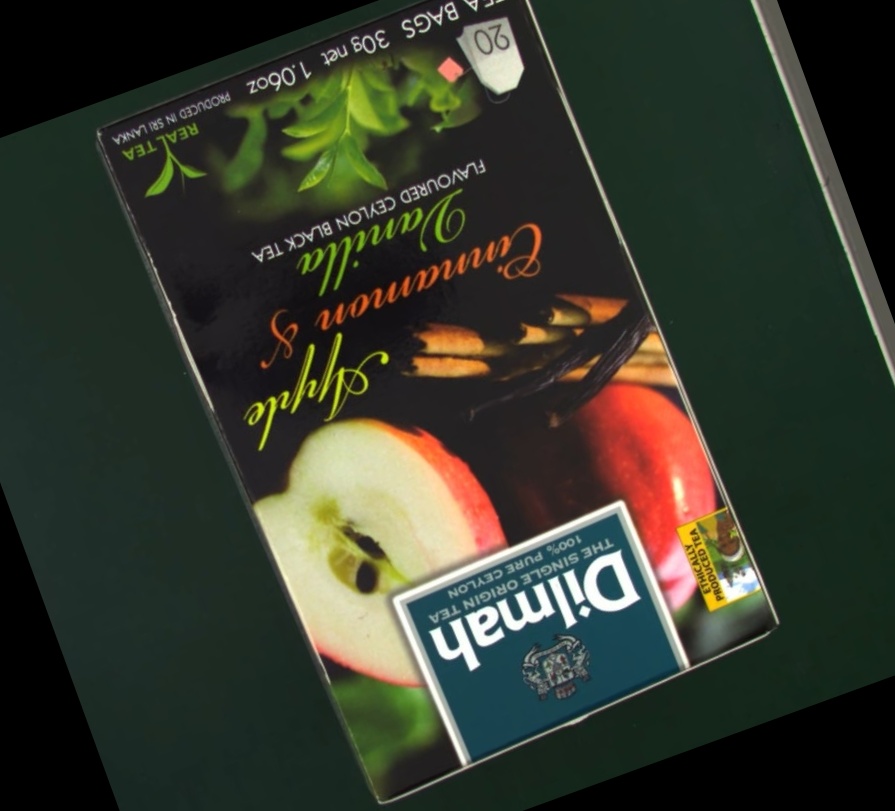 Dilmah
THE SINGLE ORIGIN TEA
100% PURE CEYLON
ETHICALLY
PRODUCED TEA
Apple
Cinnamon &
Vanilla
FLAVOURED CEYLON BLACK TEA
REAL TEA
PRODUCED IN SRI LANKA
20
TEA BAGS 30g net 1.06oz